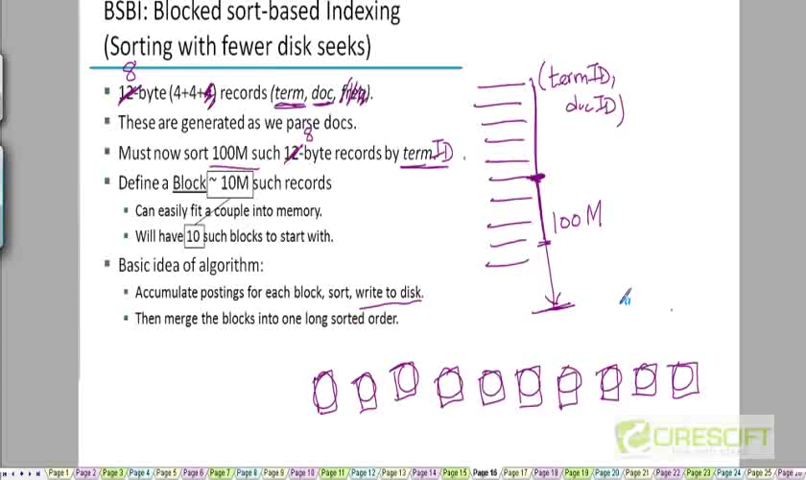 BSBI: Blocked sort-based Indexing
(Sorting with fewer disk seeks)
8
12-byte (4+4+4) records (term, doc, freq).
These are generated as we parse docs.
8
Must now sort 100M such 12-byte records by termID.
Define a Block ~ 10M such records
Can easily fit a couple into memory.
Will have 10 such blocks to start with.
Basic idea of algorithm:
Accumulate postings for each block, sort, write to disk.
Then merge the blocks into one long sorted order.
(termID,
docID)
100M
Page 1 Page 2 Page 3 Page 4 Page 5 Page 6 Page 7 Page 8 Page 9 Page 10 Page 11 Page 12 Page 13 Page 14 Page 15 Page 16 Page 17 Page 18 Page 19 Page 20 Page 21 Page 22 Page 23 Page 24 Page 25